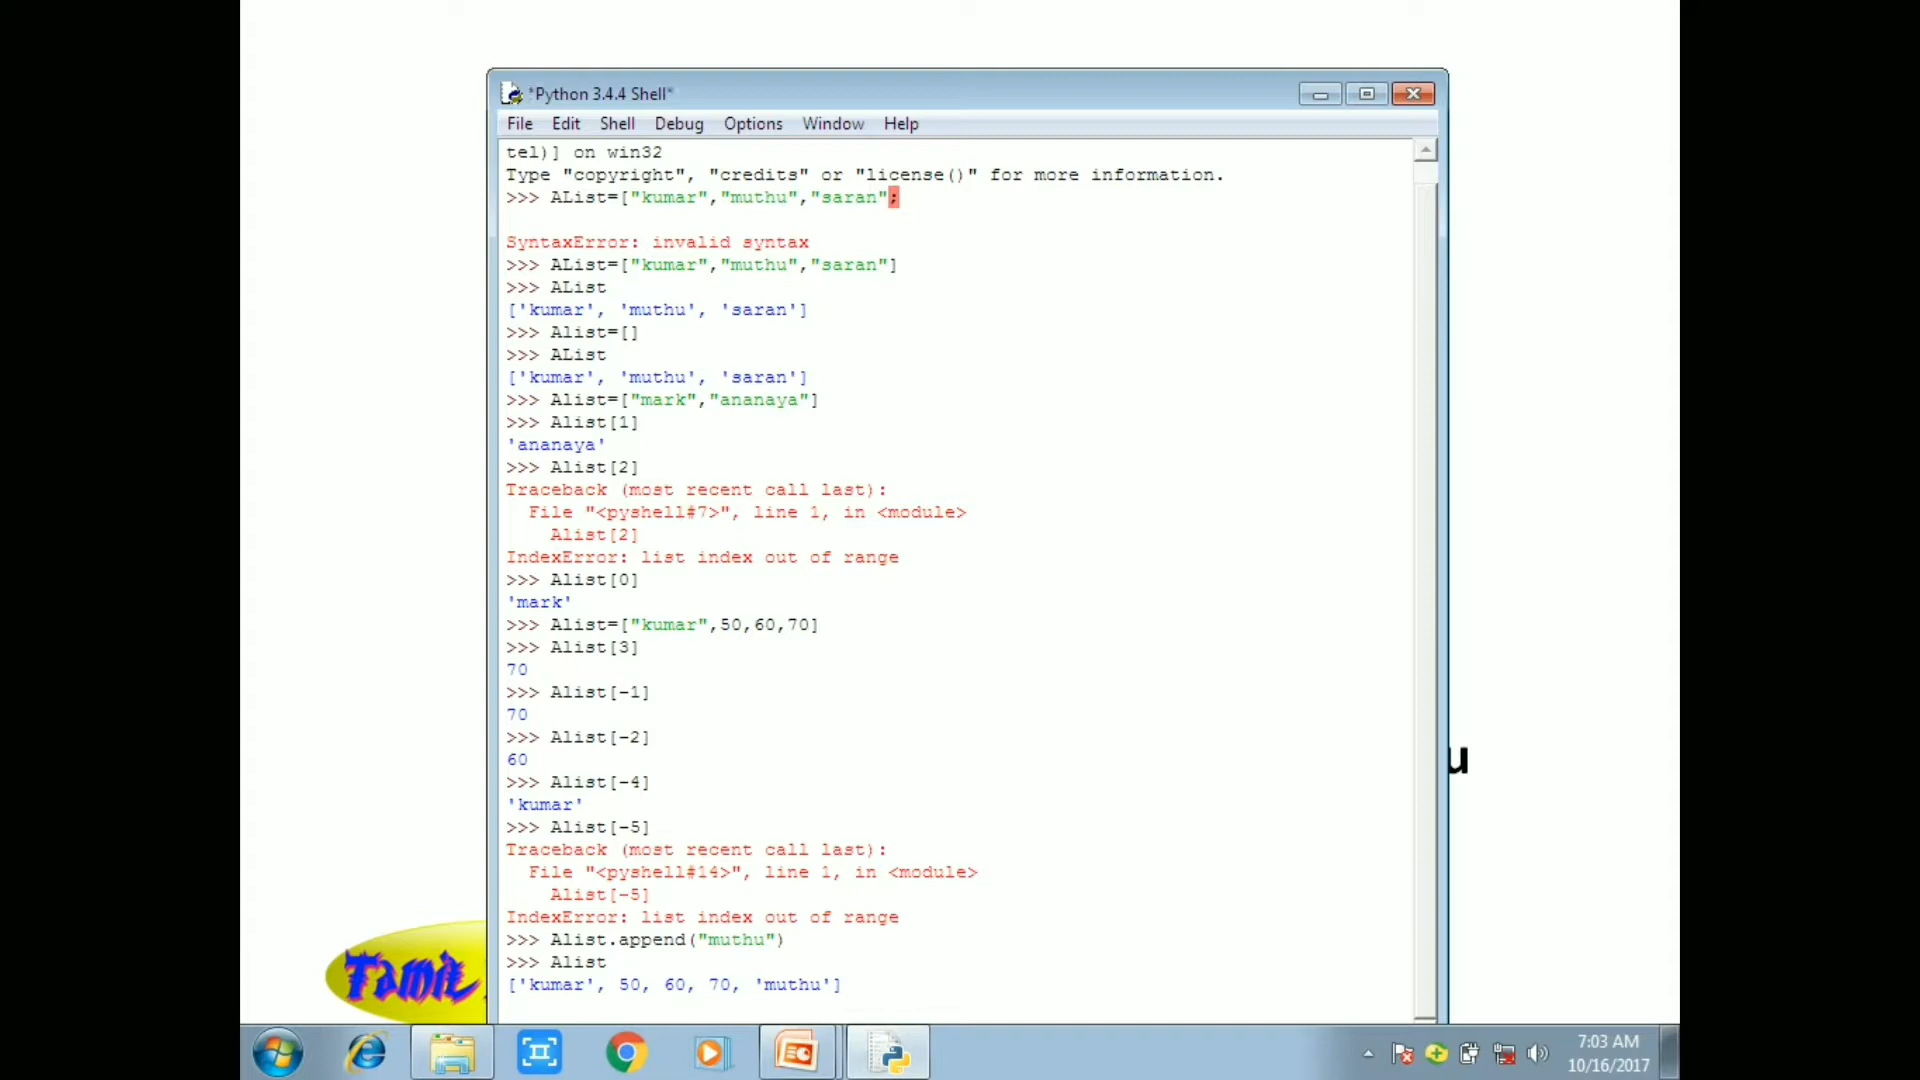 *Python 3.4.4 Shell*
File Edit Shell Debug Options Window Help
tel)] on win32
Type "copyright", "credits" or "license()" for more information.
>>> AList=["kumar","muthu","saran";
SyntaxError: invalid syntax
>>> AList=["kumar","muthu","saran"]
>>> AList
['kumar', 'muthu', 'saran']
>>> Alist=[]
>>> AList
['kumar', 'muthu', 'saran']
>>> Alist=["mark","ananaya"]
>>> Alist[1]
'ananaya'
>>> Alist[2]
Traceback (most recent call last):
  File "<pyshell#7>", line 1, in <module>
    Alist[2]
IndexError: list index out of range
>>> Alist[0]
'mark'
>>> Alist=["kumar",50,60,70]
>>> Alist[3]
70
>>> Alist[-1]
70
>>> Alist[-2]
60
>>> Alist[-4]
'kumar'
>>> Alist[-5]
Traceback (most recent call last):
  File "<pyshell#14>", line 1, in <module>
    Alist[-5]
IndexError: list index out of range
>>> Alist.append("muthu")
>>> Alist
['kumar', 50, 60, 70, 'muthu']
u
Tamil
7:03 AM
10/16/2017